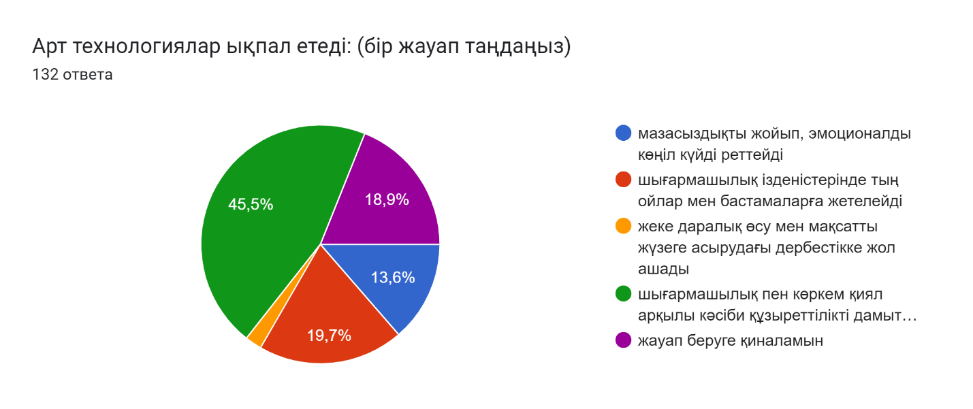 Арт технологиялар ықпал етеді: (бір жауап таңдаңыз)
132 ответа
45,5%
18,9%
13,6%
19,7%
мазасыздықты жойып, эмоционалды
көңіл күйді реттейді
шығармашылық ізденістерінде тың
ойлар мен бастамаларға жетелейді
жеке даралық өсу мен мақсатты
жүзеге асырудағы дербестікке жол
ашады
шығармашылық пен көркем қиял
арқылы кәсіби құзыреттілікті дамыт…
жауап беруге қиналамын